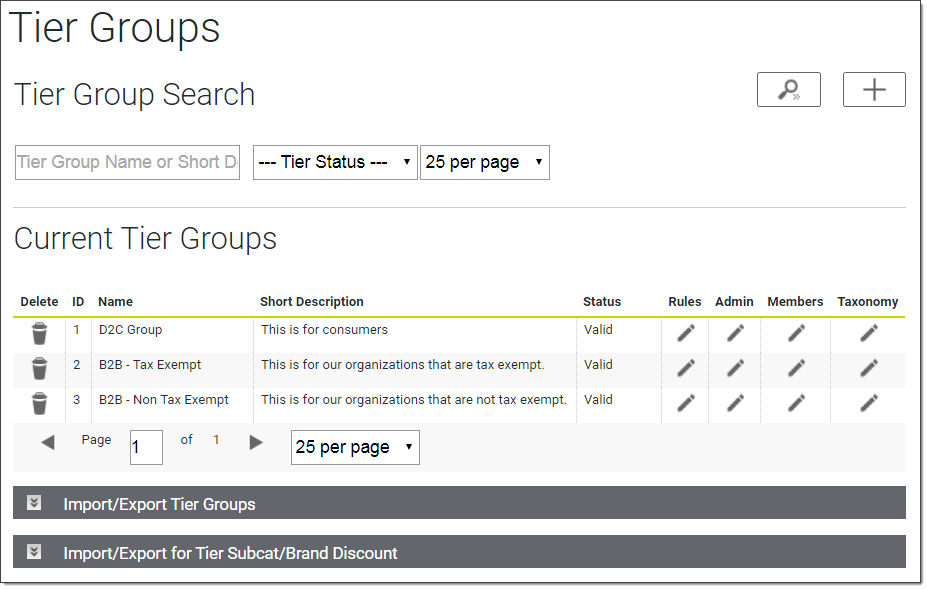 Tier Groups
Tier Group Search
Tier Group Name or Short D
--- Tier Status --- 25 per page
Current Tier Groups
Delete ID Name Short Description Status Rules Admin Members Taxonomy
1 D2C Group This is for consumers Valid
2 B2B - Tax Exempt This is for our organizations that are tax exempt. Valid
3 B2B - Non Tax Exempt This is for our organizations that are not tax exempt. Valid
Page 1 of 1 25 per page
Import/Export Tier Groups
Import/Export for Tier Subcat/Brand Discount